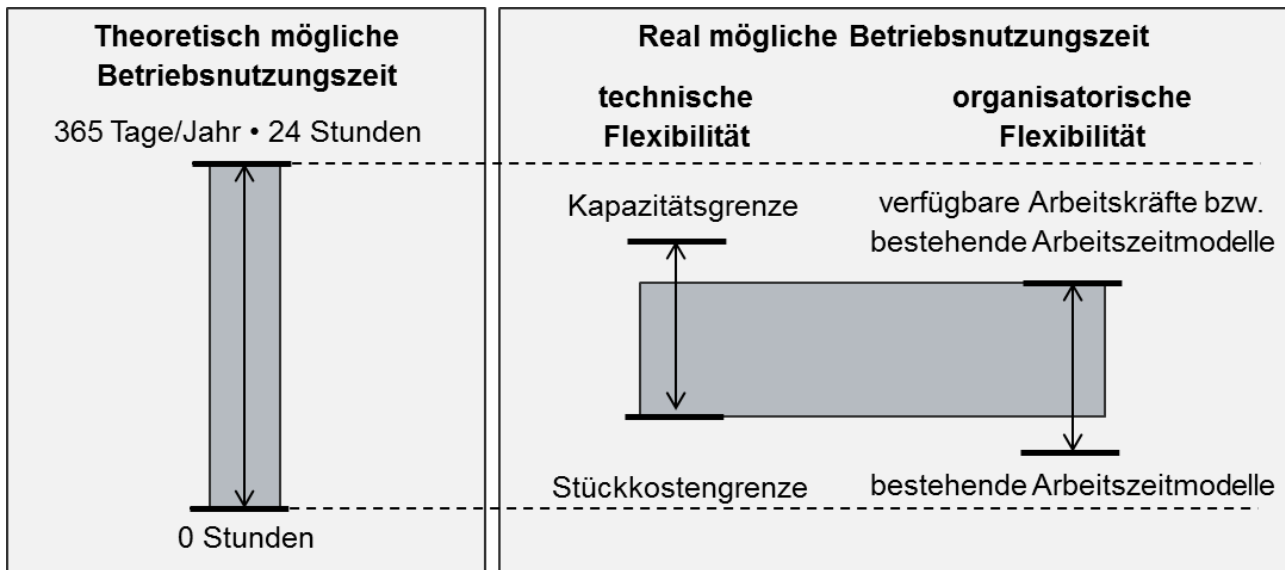 Theoretisch mögliche
Betriebsnutzungszeit
365 Tage/Jahr • 24 Stunden
0 Stunden
Real mögliche Betriebsnutzungszeit
technische
Flexibilität
organisatorische
Flexibilität
Kapazitätsgrenze
verfügbare Arbeitskräfte bzw.
bestehende Arbeitszeitmodelle
Stückkostengrenze
bestehende Arbeitszeitmodelle